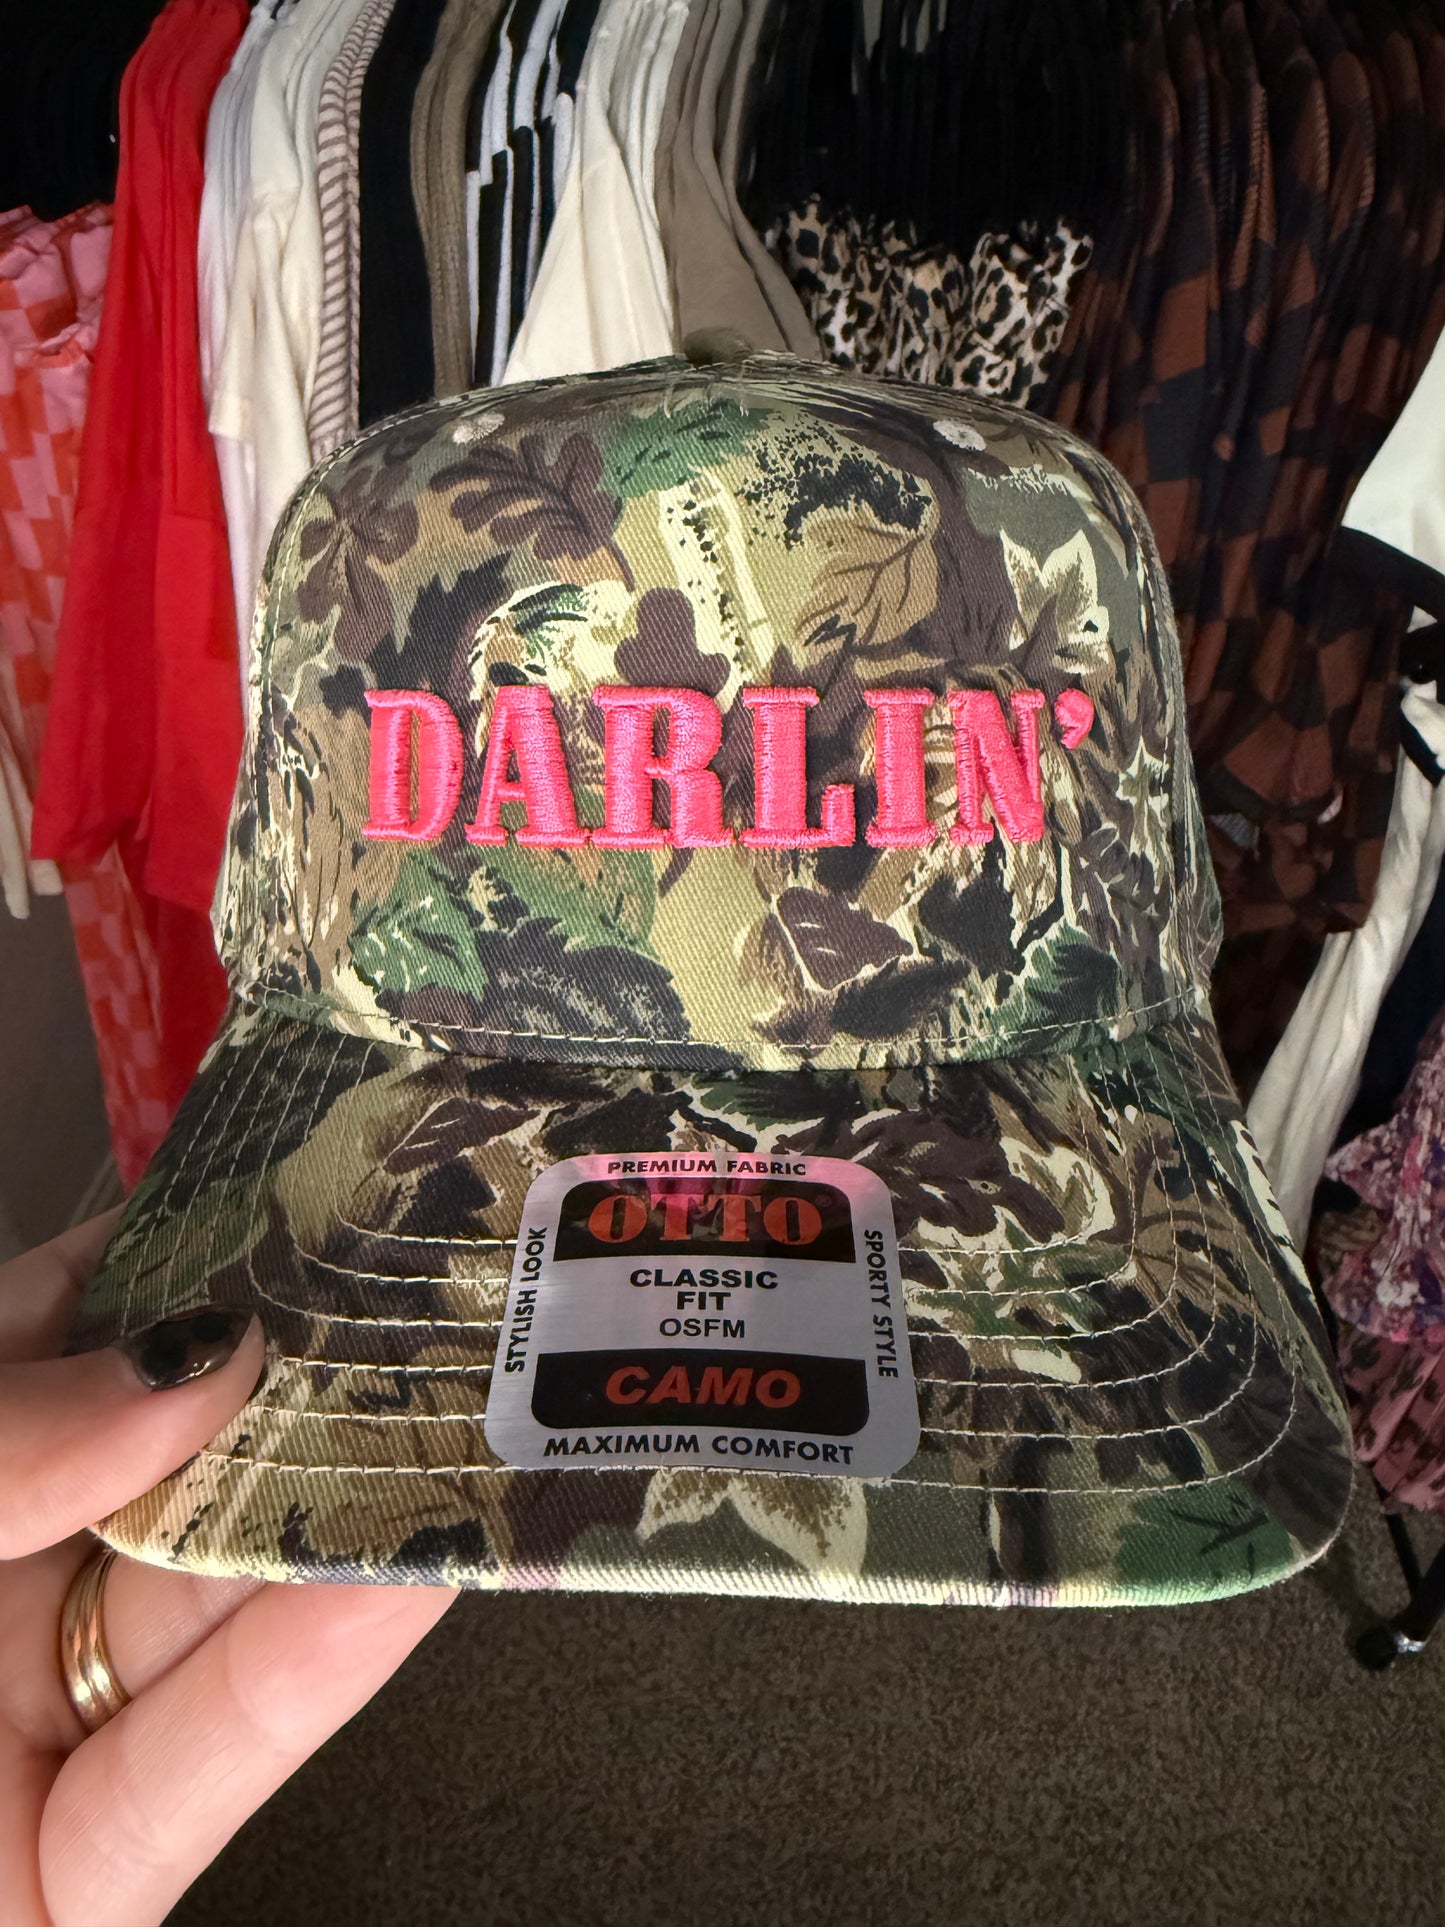 DARLIN’
PREMIUM FABRIC
OTTO
STYLISH LOOK
CLASSIC
FIT
OSFM
SPORTY STYLE
CAMO
MAXIMUM COMFORT